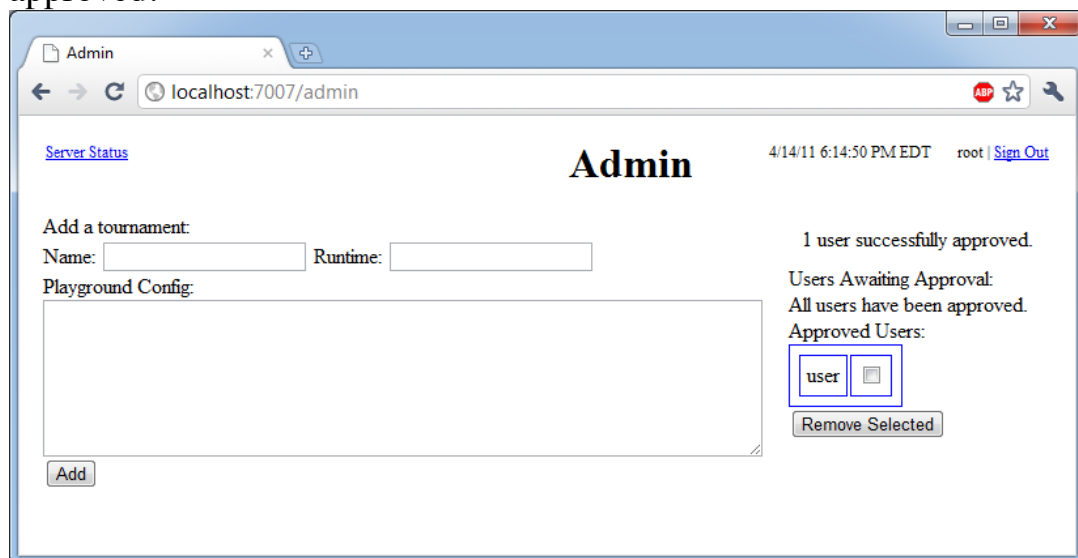 approved.
Admin
localhost:7007/admin
ABP
Server Status
Admin
4/14/11 6:14:50 PM EDT
root | Sign Out
Add a tournament:
Name:
Runtime:
Playground Config:
Add
1 user successfully approved.
Users Awaiting Approval:
All users have been approved.
Approved Users:
user
Remove Selected